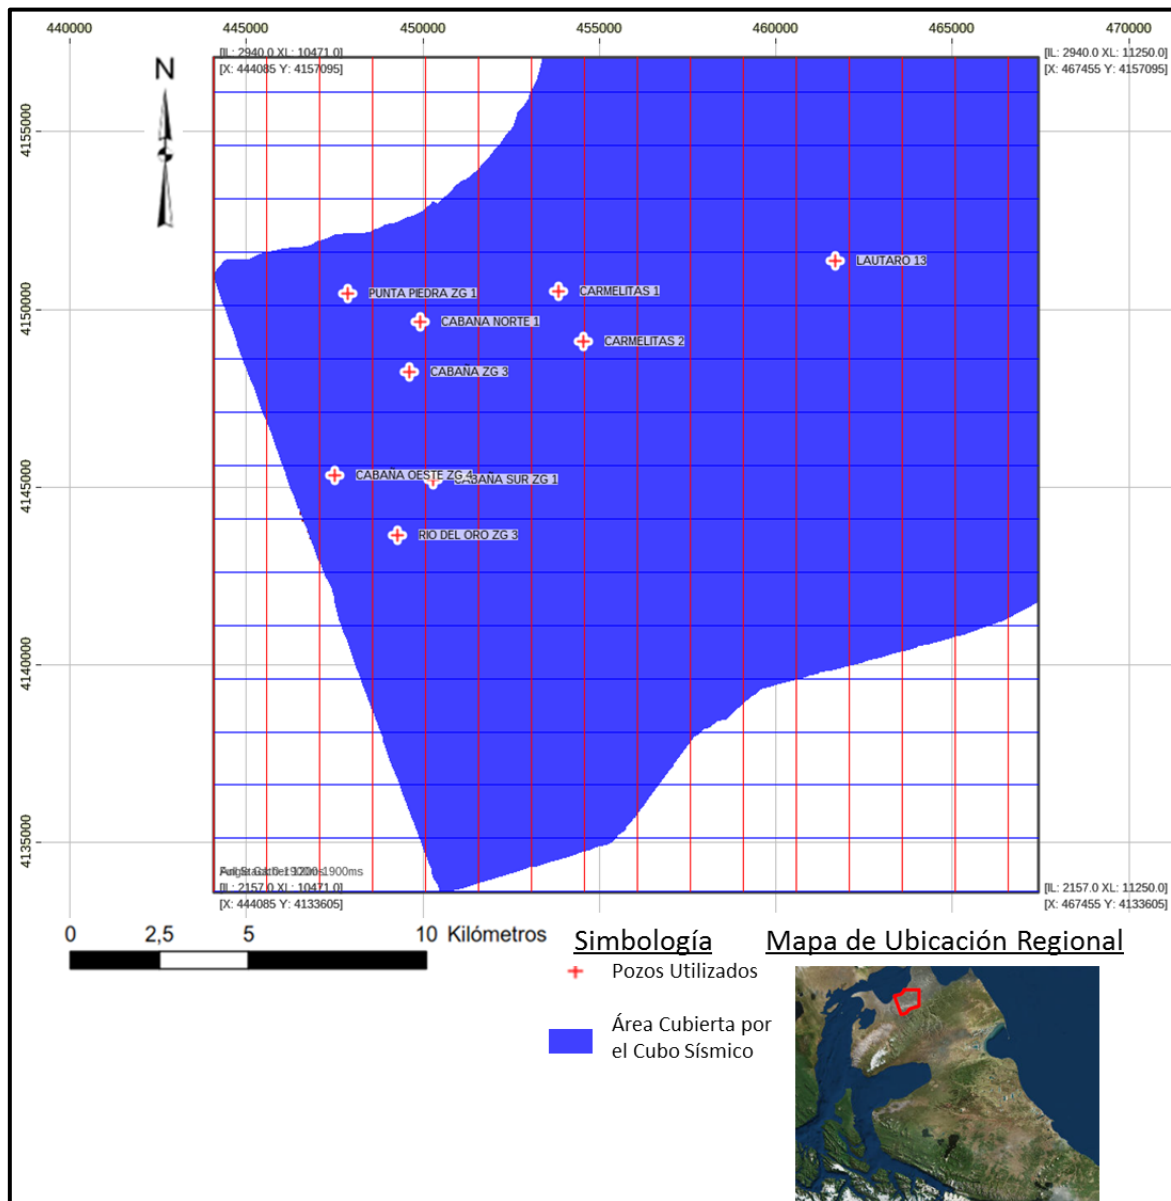 440000 445000 450000 455000 460000 465000 470000
[IL: 2940.0 XL: 10471.0]
[X: 444085 Y: 4157095]
[IL: 2940.0 XL: 11250.0]
[X: 467455 Y: 4157095]
N
4155000
4150000
4145000
4140000
4135000
LAUTARO 13
PUNTA PIEDRA ZG 1
CARMELITAS 1
CABANA NORTE 1
CARMELITAS 2
CABAÑA ZG 3
CABAÑA OESTE ZG 4
CABAÑA SUR ZG 1
RIO DEL ORO ZG 3
1900ms
[IL: 2157.0 XL: 10471.0]
[X: 444085 Y: 4133605]
[IL: 2157.0 XL: 11250.0]
[X: 467455 Y: 4133605]
0 2,5 5 10 Kilómetros
Simbología
Pozos Utilizados
Área Cubierta por
el Cubo Sísmico
Mapa de Ubicación Regional